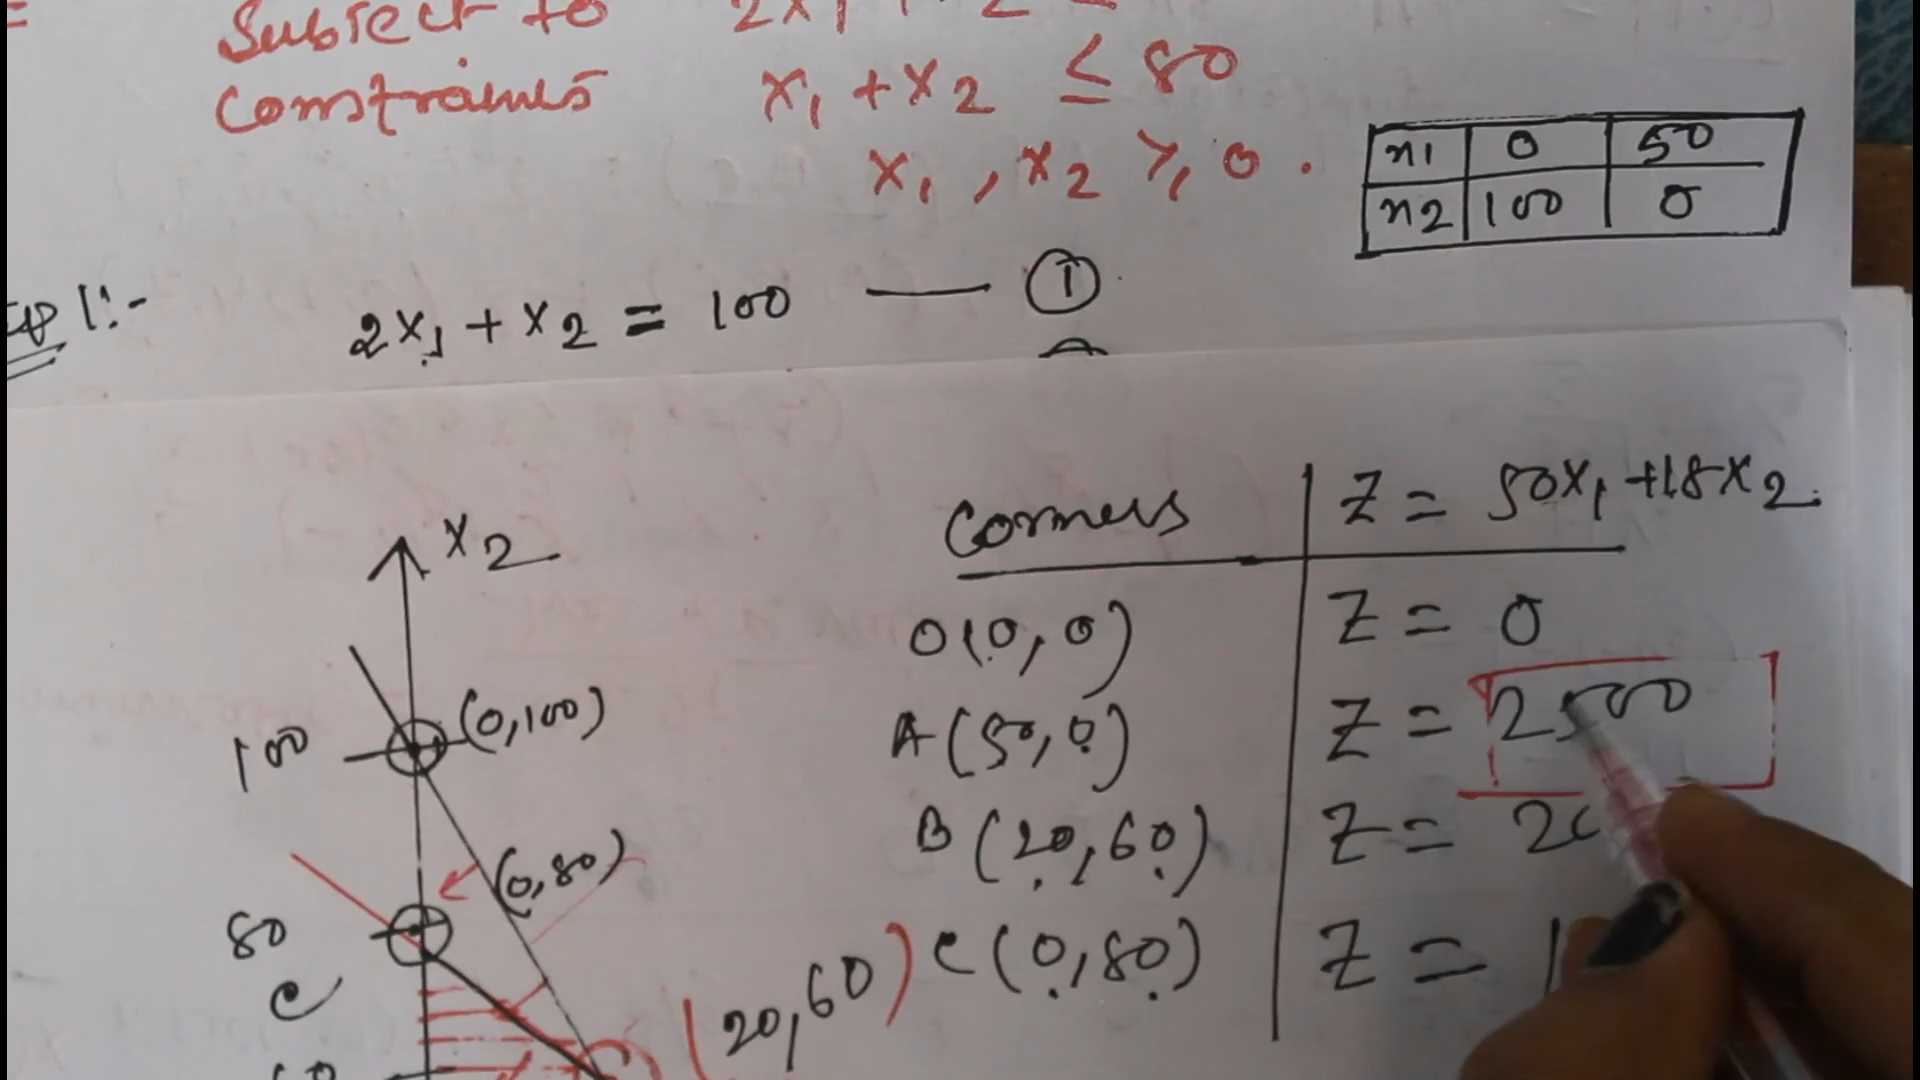 Subject to 2x1
constraints x1 + x2 ≤ 80
x1 , x2 ≥ 0 .
x1 0 50
x2 100 0
1:-
2x1 + x2 = 100 —— ①
Corners Z = 50x1 + 18x2
O(0,0) Z = 0
A(50,0) Z = 2500
B(20,60) Z =
C(0,80) Z =
x2
100 (0,100)
(0,80)
80
C
(20,60)